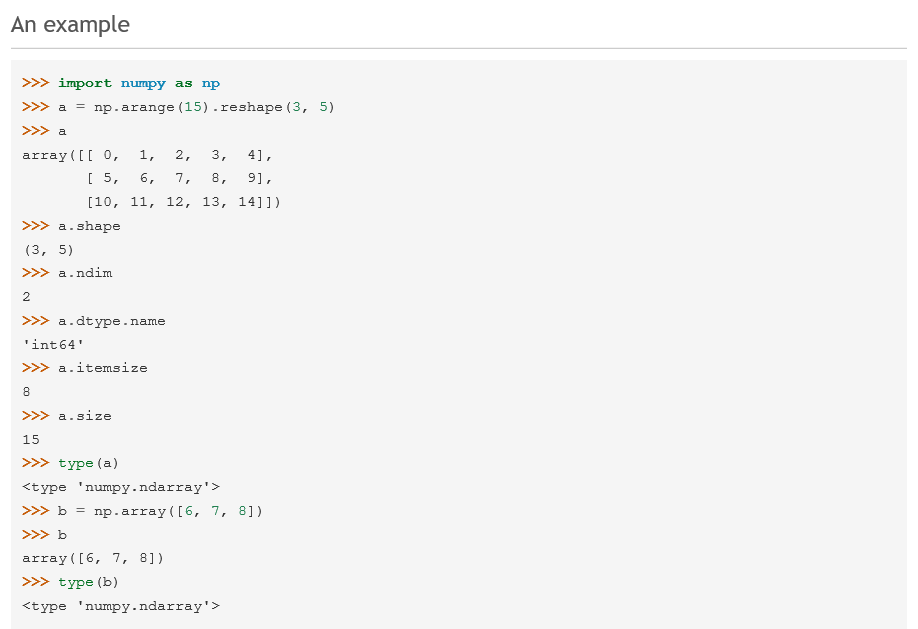 An example
>>> import numpy as np
>>> a = np.arange(15).reshape(3, 5)
>>> a
array([[ 0,  1,  2,  3,  4],
       [ 5,  6,  7,  8,  9],
       [10, 11, 12, 13, 14]])
>>> a.shape
(3, 5)
>>> a.ndim
2
>>> a.dtype.name
'int64'
>>> a.itemsize
8
>>> a.size
15
>>> type(a)
<type 'numpy.ndarray'>
>>> b = np.array([6, 7, 8])
>>> b
array([6, 7, 8])
>>> type(b)
<type 'numpy.ndarray'>